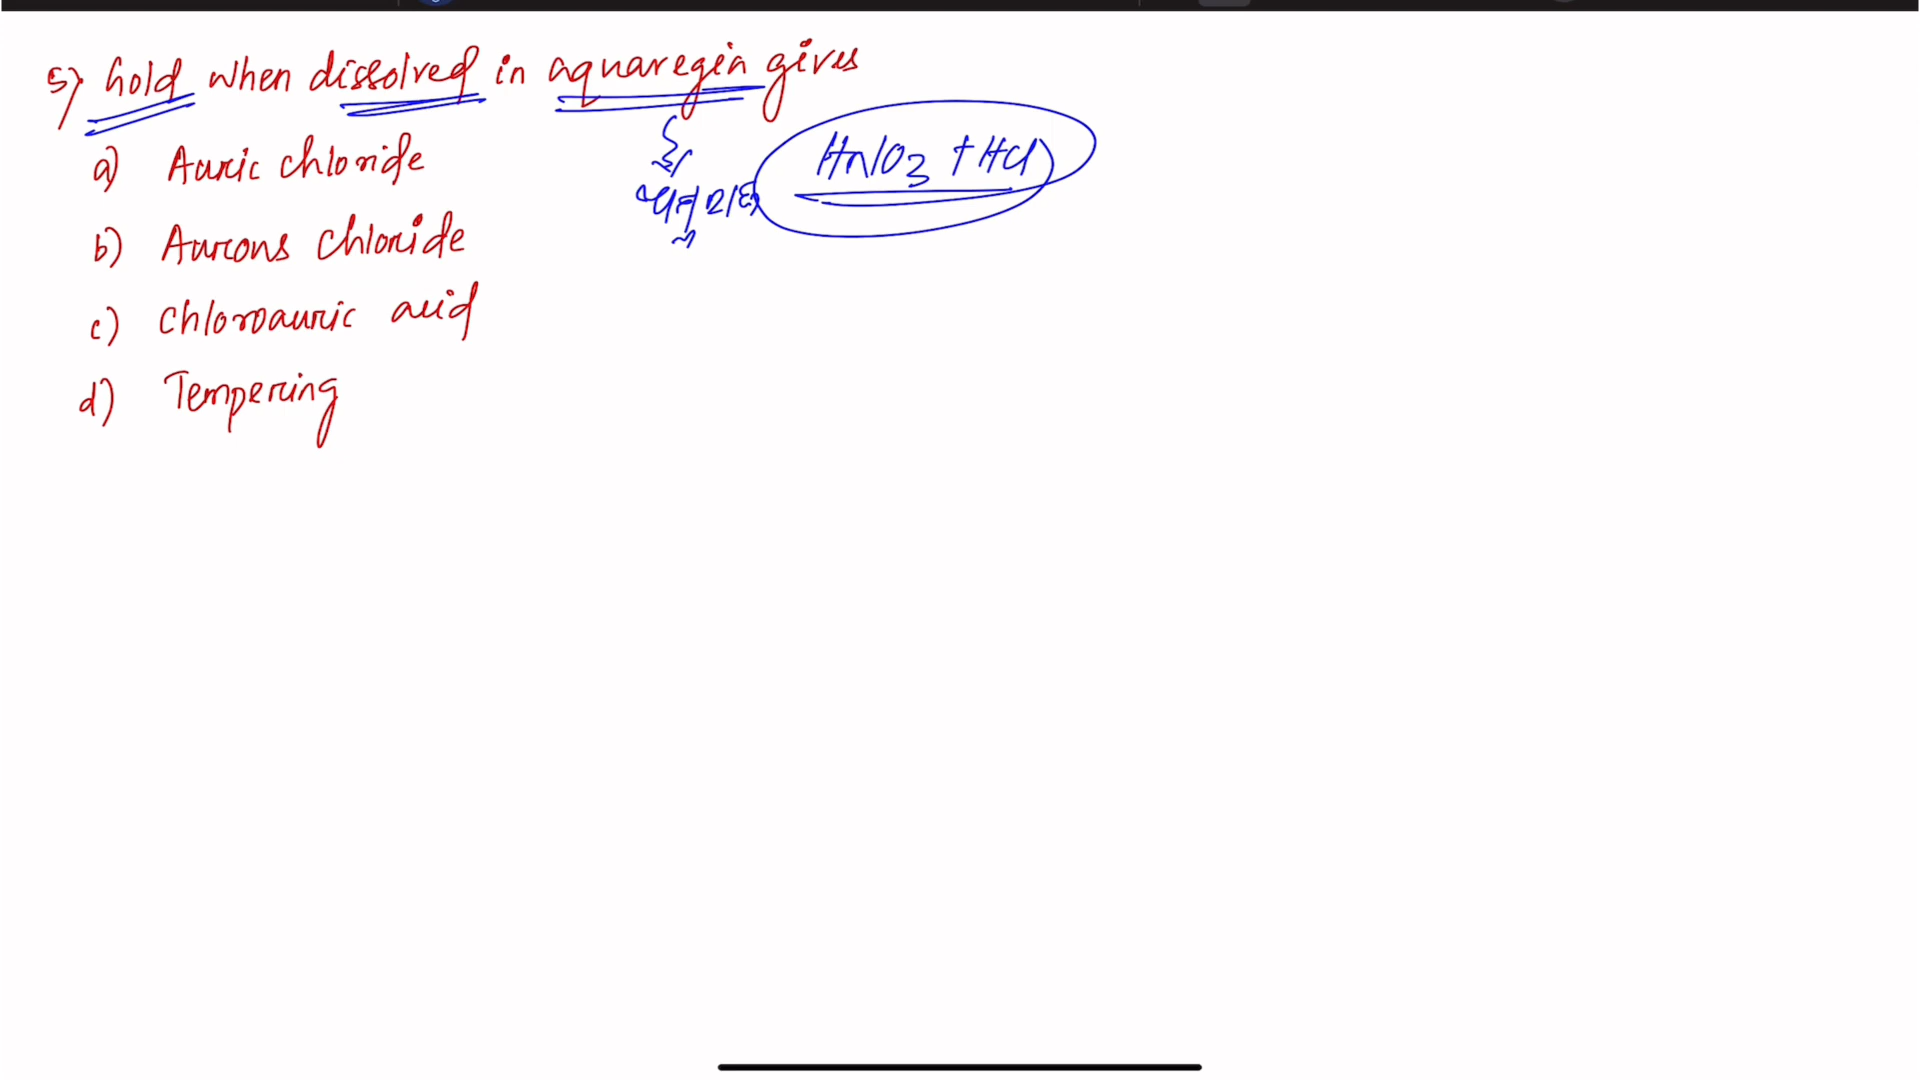 5) Gold when dissolved in aquaregia gives
HNO3 + HCl
a) Auric chloride
b) Aurous chloride
c) Chloroauric acid
d) Tempering